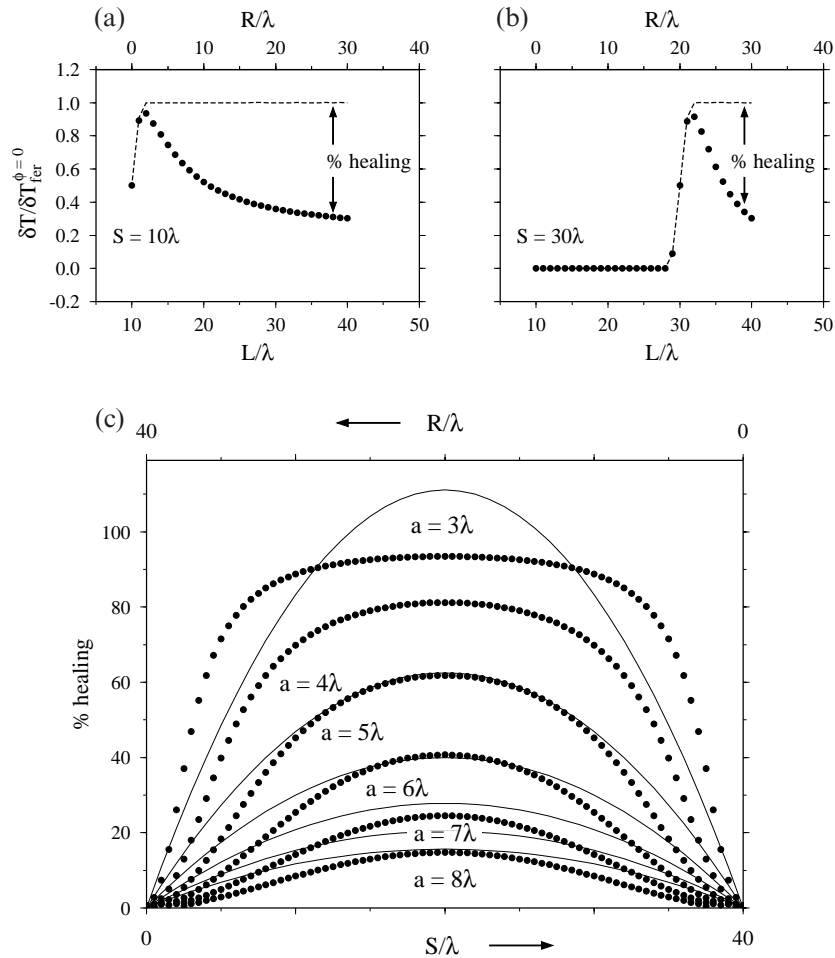 (a)
R/λ
0 10 20 30 40
1.2
1.0
0.8
0.6
0.4
0.2
0.0
-0.2
δT/δT_fer^{ϕ = 0}
% healing
S = 10λ
10 20 30 40 50
L/λ
(b)
R/λ
0 10 20 30 40
% healing
S = 30λ
10 20 30 40 50
L/λ
(c)
40 ← R/λ 0
100
80
60
40
20
0
% healing
a = 3λ
a = 4λ
a = 5λ
a = 6λ
a = 7λ
a = 8λ
0 S/λ → 40